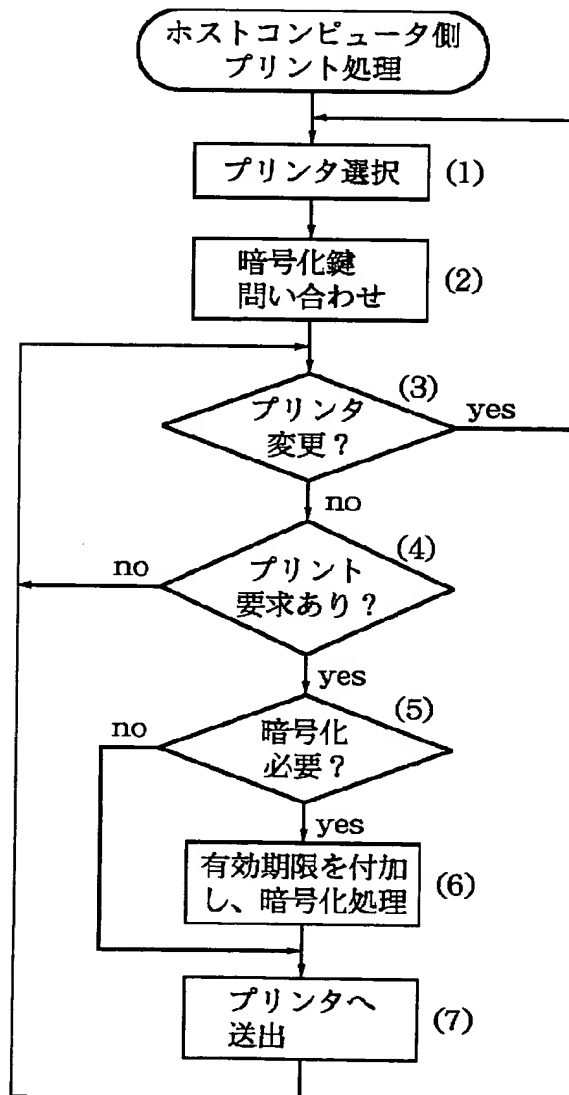 ホストコンピュータ側
プリント処理
プリンタ選択
(1)
暗号化鍵
問い合わせ
(2)
プリンタ
変更？
(3)
yes
no
プリント
要求あり？
(4)
no
yes
暗号化
必要？
(5)
no
yes
有効期限を付加
し、暗号化処理
(6)
プリンタへ
送出
(7)